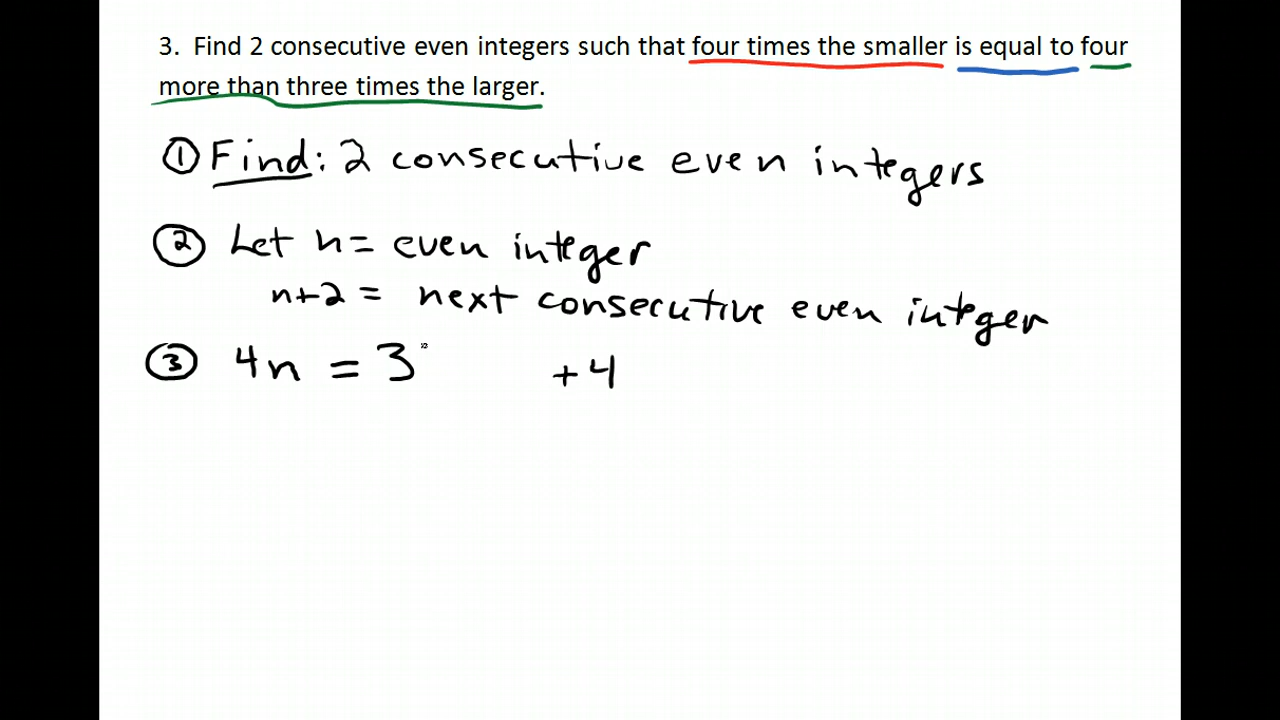 3. Find 2 consecutive even integers such that four times the smaller is equal to four
more than three times the larger.
① Find: 2 consecutive even integers
② Let n = even integer
n+2 = next consecutive even integer
③ 4n = 3 +4